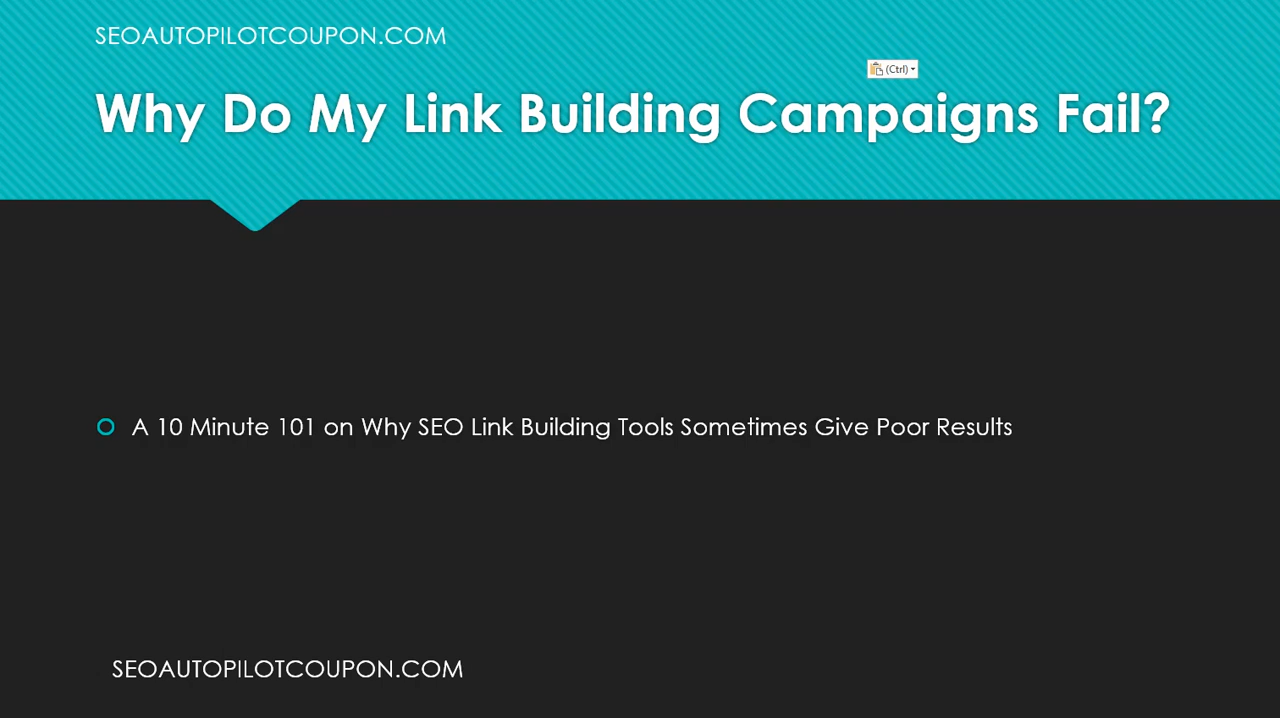 SEOAUTOPILOTCOUPON.COM
(Ctrl)
Why Do My Link Building Campaigns Fail?
A 10 Minute 101 on Why SEO Link Building Tools Sometimes Give Poor Results
SEOAUTOPILOTCOUPON.COM